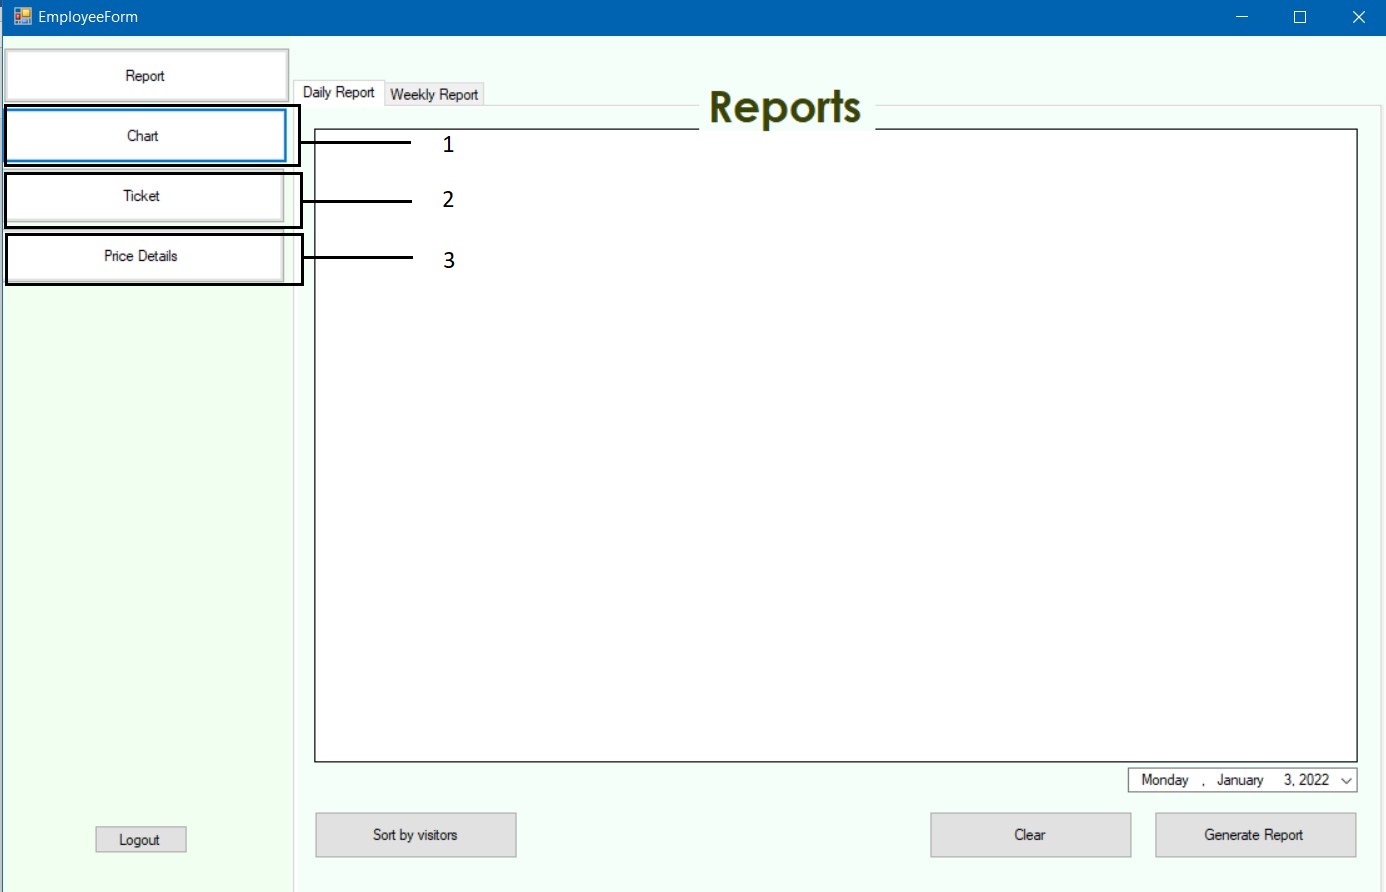 EmployeeForm
Report
Chart
Ticket
Price Details
Logout
Daily Report
Weekly Report
Reports
1
2
3
Monday , January 3, 2022
Sort by visitors
Clear
Generate Report